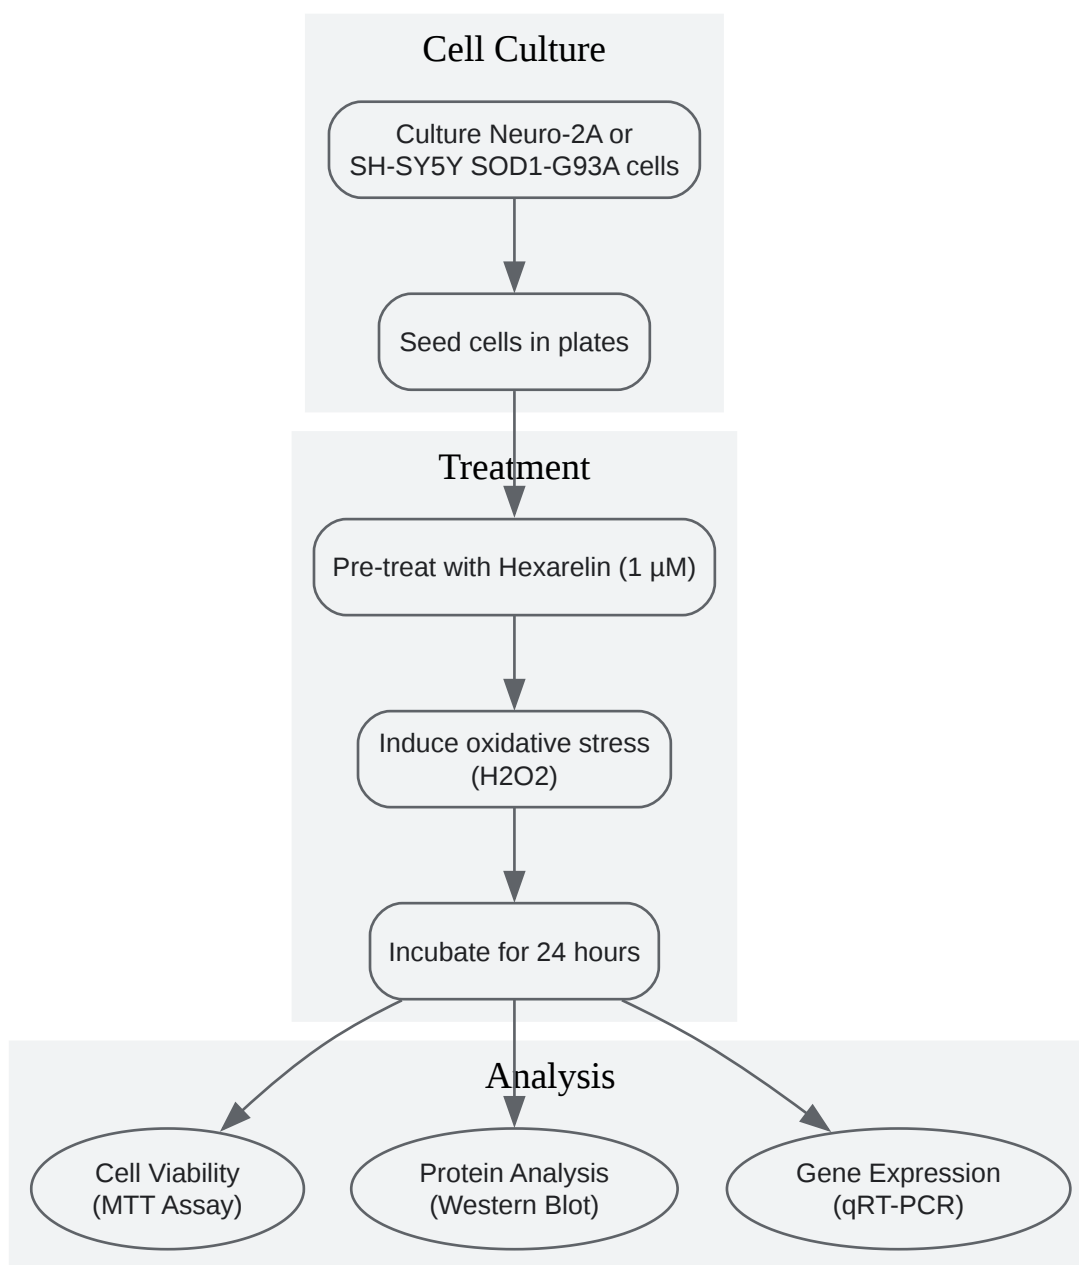 Cell Culture
Culture Neuro-2A or
SH-SY5Y SOD1-G93A cells
Seed cells in plates
Treatment
Pre-treat with Hexarelin (1 µM)
Induce oxidative stress
(H2O2)
Incubate for 24 hours
Analysis
Cell Viability
(MTT Assay)
Protein Analysis
(Western Blot)
Gene Expression
(qRT-PCR)